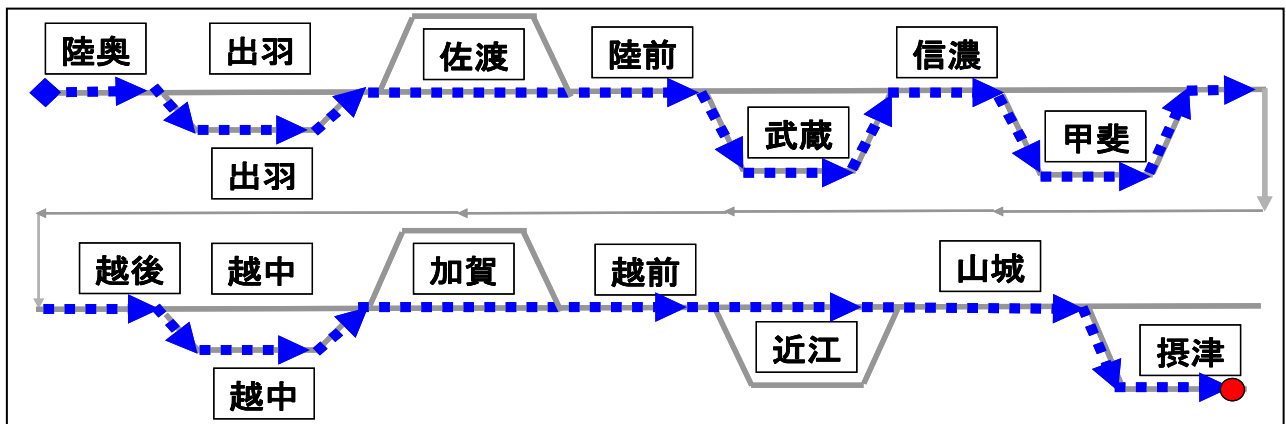 陸奥
出羽
出羽
佐渡
陸前
武蔵
信濃
甲斐
越後
越中
越中
加賀
越前
近江
山城
摂津